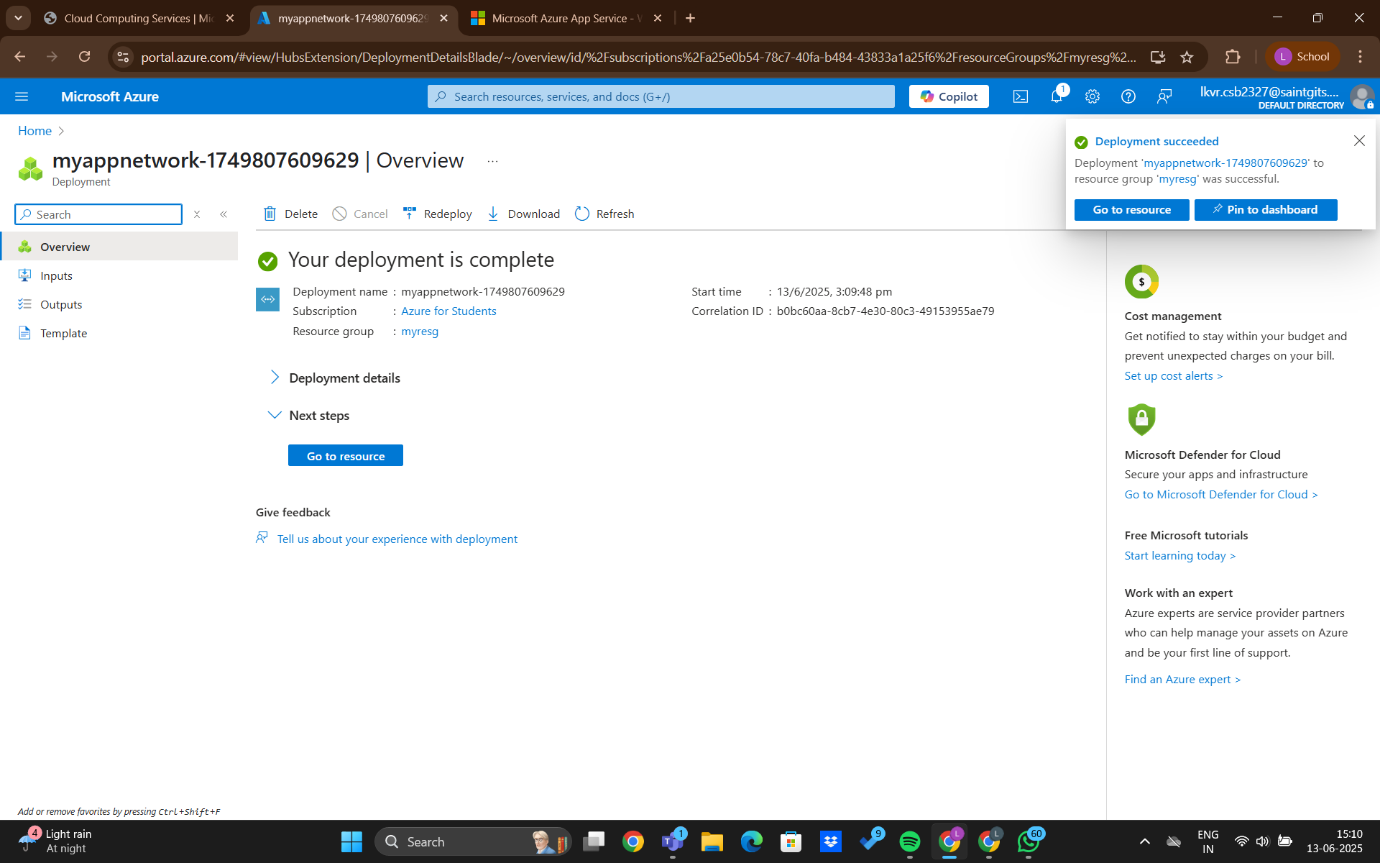 Cloud Computing Services | Mi
myappnetwork-1749807609629
Microsoft Azure App Service - V
portal.azure.com/#view/HubsExtension/DeploymentDetailsBlade/~/overview/id/%2Fsubscriptions%2Fa25e0b54-78c7-40fa-b484-43833a1a25f6%2FresourceGroups%2Fmyresg%2...
L School
Microsoft Azure
Search resources, services, and docs (G+/)
Copilot
1
lkvr.csb2327@saintgits....
DEFAULT DIRECTORY
Home >
myappnetwork-1749807609629 | Overview ...
Deployment
Deployment succeeded
Deployment 'myappnetwork-1749807609629' to
resource group 'myresg' was successful.
Go to resource
Pin to dashboard
Search
Delete
Cancel
Redeploy
Download
Refresh
Overview
Inputs
Outputs
Template
Your deployment is complete
Deployment name : myappnetwork-1749807609629
Subscription : Azure for Students
Resource group : myresg
Start time : 13/6/2025, 3:09:48 pm
Correlation ID : b0bc60aa-8cb7-4e30-80c3-49153955ae79
Deployment details
Next steps
Go to resource
Give feedback
Tell us about your experience with deployment
$
Cost management
Get notified to stay within your budget and
prevent unexpected charges on your bill.
Set up cost alerts >
Microsoft Defender for Cloud
Secure your apps and infrastructure
Go to Microsoft Defender for Cloud >
Free Microsoft tutorials
Start learning today >
Work with an expert
Azure experts are service provider partners
who can help manage your assets on Azure
and be your first line of support.
Find an Azure expert >
Add or remove favorites by pressing Ctrl+Shift+F
4
Light rain
At night
Search
1
9
L
L
60
ENG
IN
15:10
13-06-2025